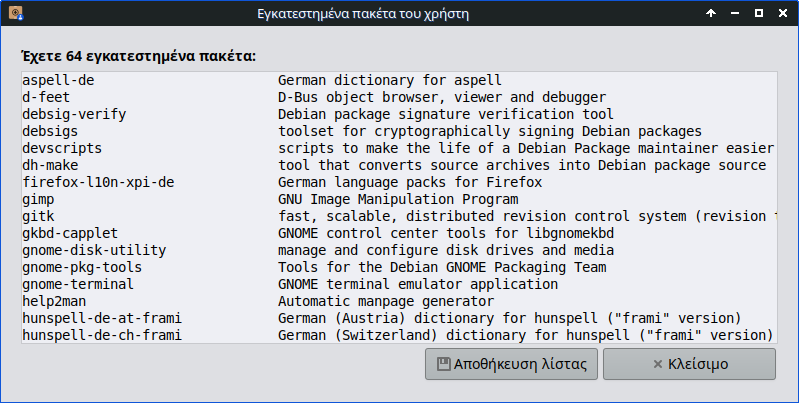 Εγκατεστημένα πακέτα του χρήστη
Έχετε 64 εγκατεστημένα πακέτα:
aspell-de German dictionary for aspell
d-feet D-Bus object browser, viewer and debugger
debsig-verify Debian package signature verification tool
debsigs toolset for cryptographically signing Debian packages
devscripts scripts to make the life of a Debian Package maintainer easier
dh-make tool that converts source archives into Debian package source
firefox-l10n-xpi-de German language packs for Firefox
gimp GNU Image Manipulation Program
gitk fast, scalable, distributed revision control system (revision
gkbd-capplet GNOME control center tools for libgnomekbd
gnome-disk-utility manage and configure disk drives and media
gnome-pkg-tools Tools for the Debian GNOME Packaging Team
gnome-terminal GNOME terminal emulator application
help2man Automatic manpage generator
hunspell-de-at-frami German (Austria) dictionary for hunspell ("frami" version)
hunspell-de-ch-frami German (Switzerland) dictionary for hunspell ("frami" version)
Αποθήκευση λίστας Κλείσιμο